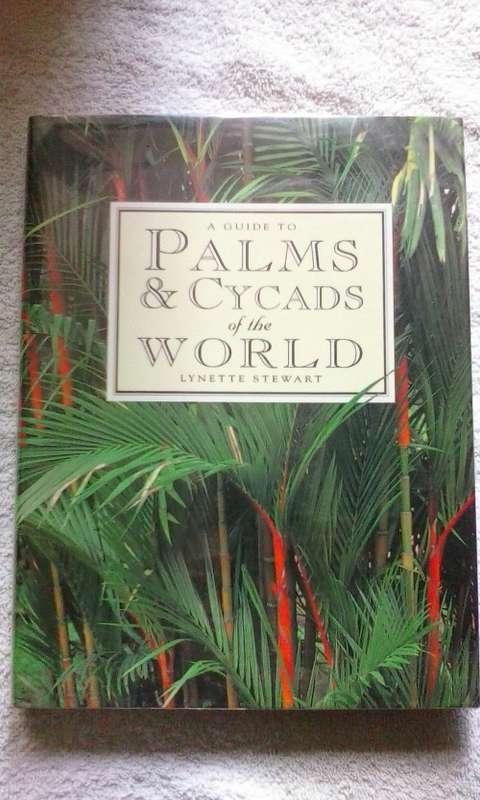 A GUIDE TO
PALMS
& CYCADS
of the
WORLD
LYNETTE STEWART